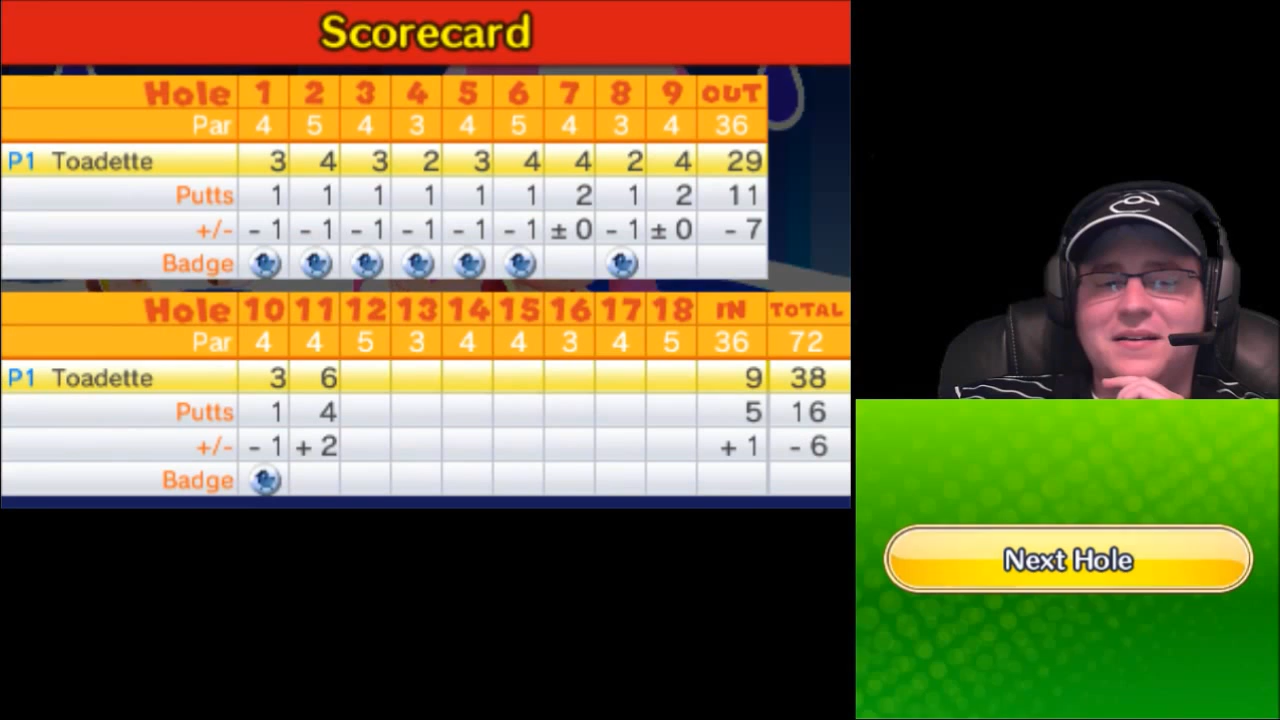 Scorecard
Hole 1 2 3 4 5 6 7 8 9 OUT
Par 4 5 4 3 4 5 4 3 4 36
P1 Toadette 3 4 3 2 3 4 4 2 4 29
Putts 1 1 1 1 1 1 2 1 2 11
+/- - 1 - 1 - 1 - 1 - 1 - 1 ± 0 - 1 ± 0 - 7
Badge
Hole 10 11 12 13 14 15 16 17 18 IN TOTAL
Par 4 4 5 3 4 4 3 4 5 36 72
P1 Toadette 3 6 9 38
Putts 1 4 5 16
+/- - 1 + 2 + 1 - 6
Badge
Next Hole